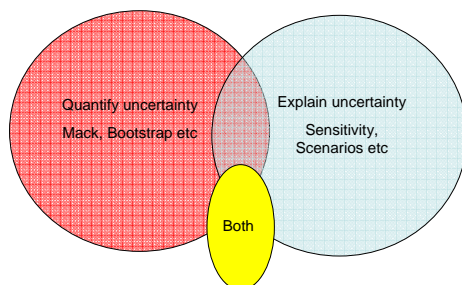 Quantify uncertainty
Mack, Bootstrap etc
Explain uncertainty
Sensitivity,
Scenarios etc
Both